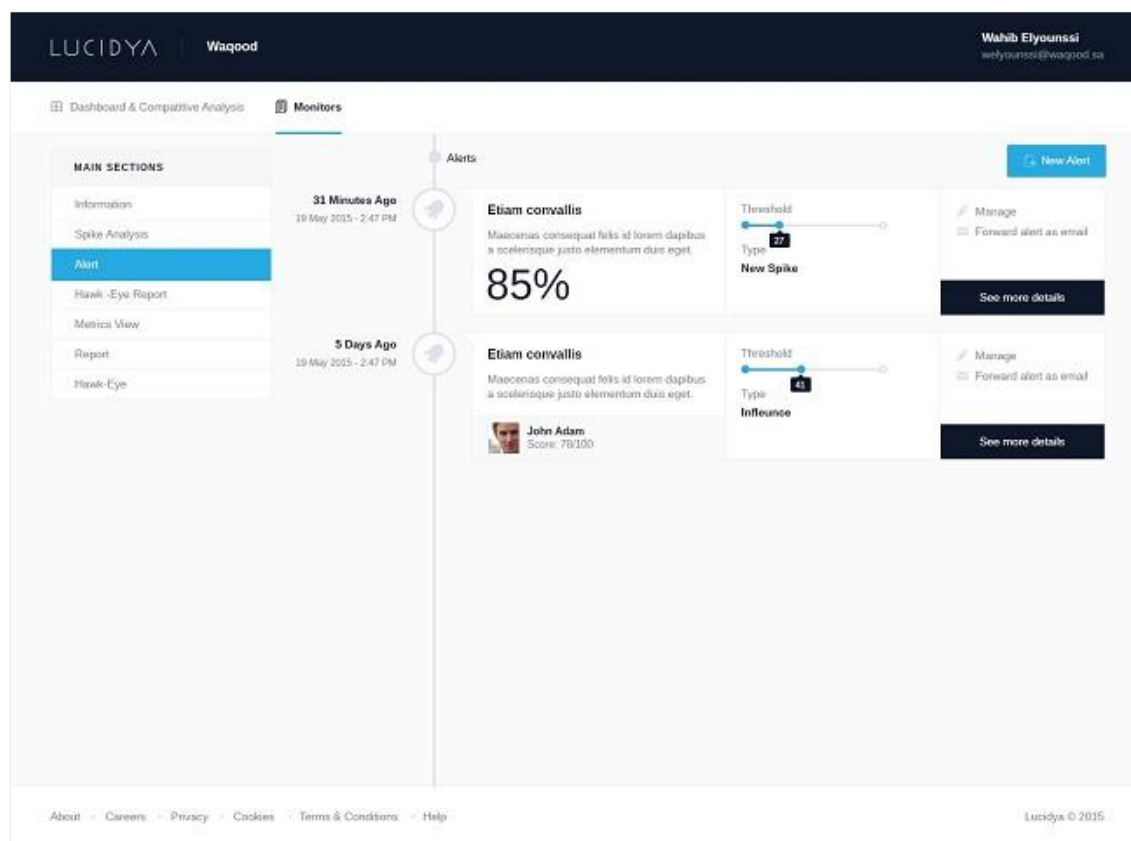 LUCIDYA
Waqood
Wahib Elyounssi
welyounssi@waqood.sa
Dashboard & Compatitive Analysis
Monitors
MAIN SECTIONS
Information
Spike Analysis
Alert
Hawk -Eye Report
Metrics View
Report
Hawk-Eye
Alerts
New Alert
31 Minutes Ago
19 May 2015 - 2:47 PM
Etiam convallis
Maecenas consequat felis id lorem dapibus
a scelerisque justo elementum duis eget.
85%
Threshold
27
Type
New Spike
Manage
Forward alert as email
See more details
5 Days Ago
19 May 2015 - 2:47 PM
Etiam convallis
Maecenas consequat felis id lorem dapibus
a scelerisque justo elementum duis eget.
John Adam
Score: 78/100
Threshold
41
Type
Infleunce
Manage
Forward alert as email
See more details
About · Careers · Privacy · Cookies · Terms & Conditions · Help
Lucidya © 2015